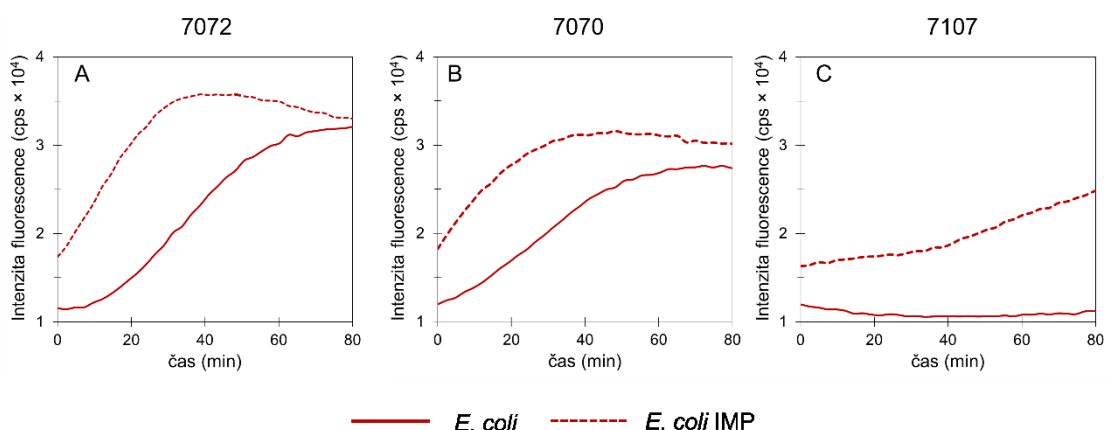 7072 7070 7107
A B C
Intenzita fluorescence (cps × 10⁴)
4
3
2
1
0 20 40 60 80
čas (min)
Intenzita fluorescence (cps × 10⁴)
4
3
2
1
0 20 40 60 80
čas (min)
Intenzita fluorescence (cps × 10⁴)
4
3
2
1
0 20 40 60 80
čas (min)
E. coli E. coli IMP